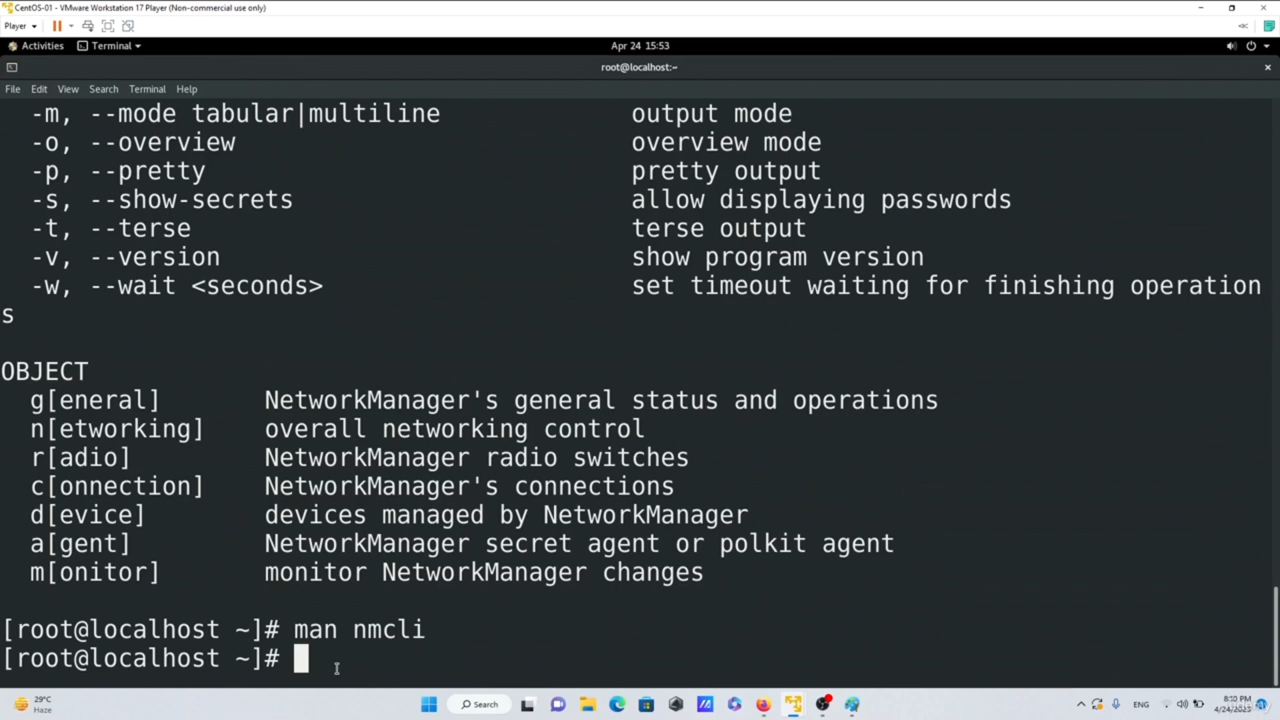 CentOS-01 - VMware Workstation 17 Player (Non-commercial use only)
Player
Activities Terminal Apr 24 15:53
root@localhost:~
File Edit View Search Terminal Help
-m, --mode tabular|multiline output mode
-o, --overview overview mode
-p, --pretty pretty output
-s, --show-secrets allow displaying passwords
-t, --terse terse output
-v, --version show program version
-w, --wait <seconds> set timeout waiting for finishing operation
s
OBJECT
g[eneral] NetworkManager's general status and operations
n[etworking] overall networking control
r[adio] NetworkManager radio switches
c[onnection] NetworkManager's connections
d[evice] devices managed by NetworkManager
a[gent] NetworkManager secret agent or polkit agent
m[onitor] monitor NetworkManager changes
[root@localhost ~]# man nmcli
[root@localhost ~]#
29°C
Haze
Search
ENG
4/24/2023